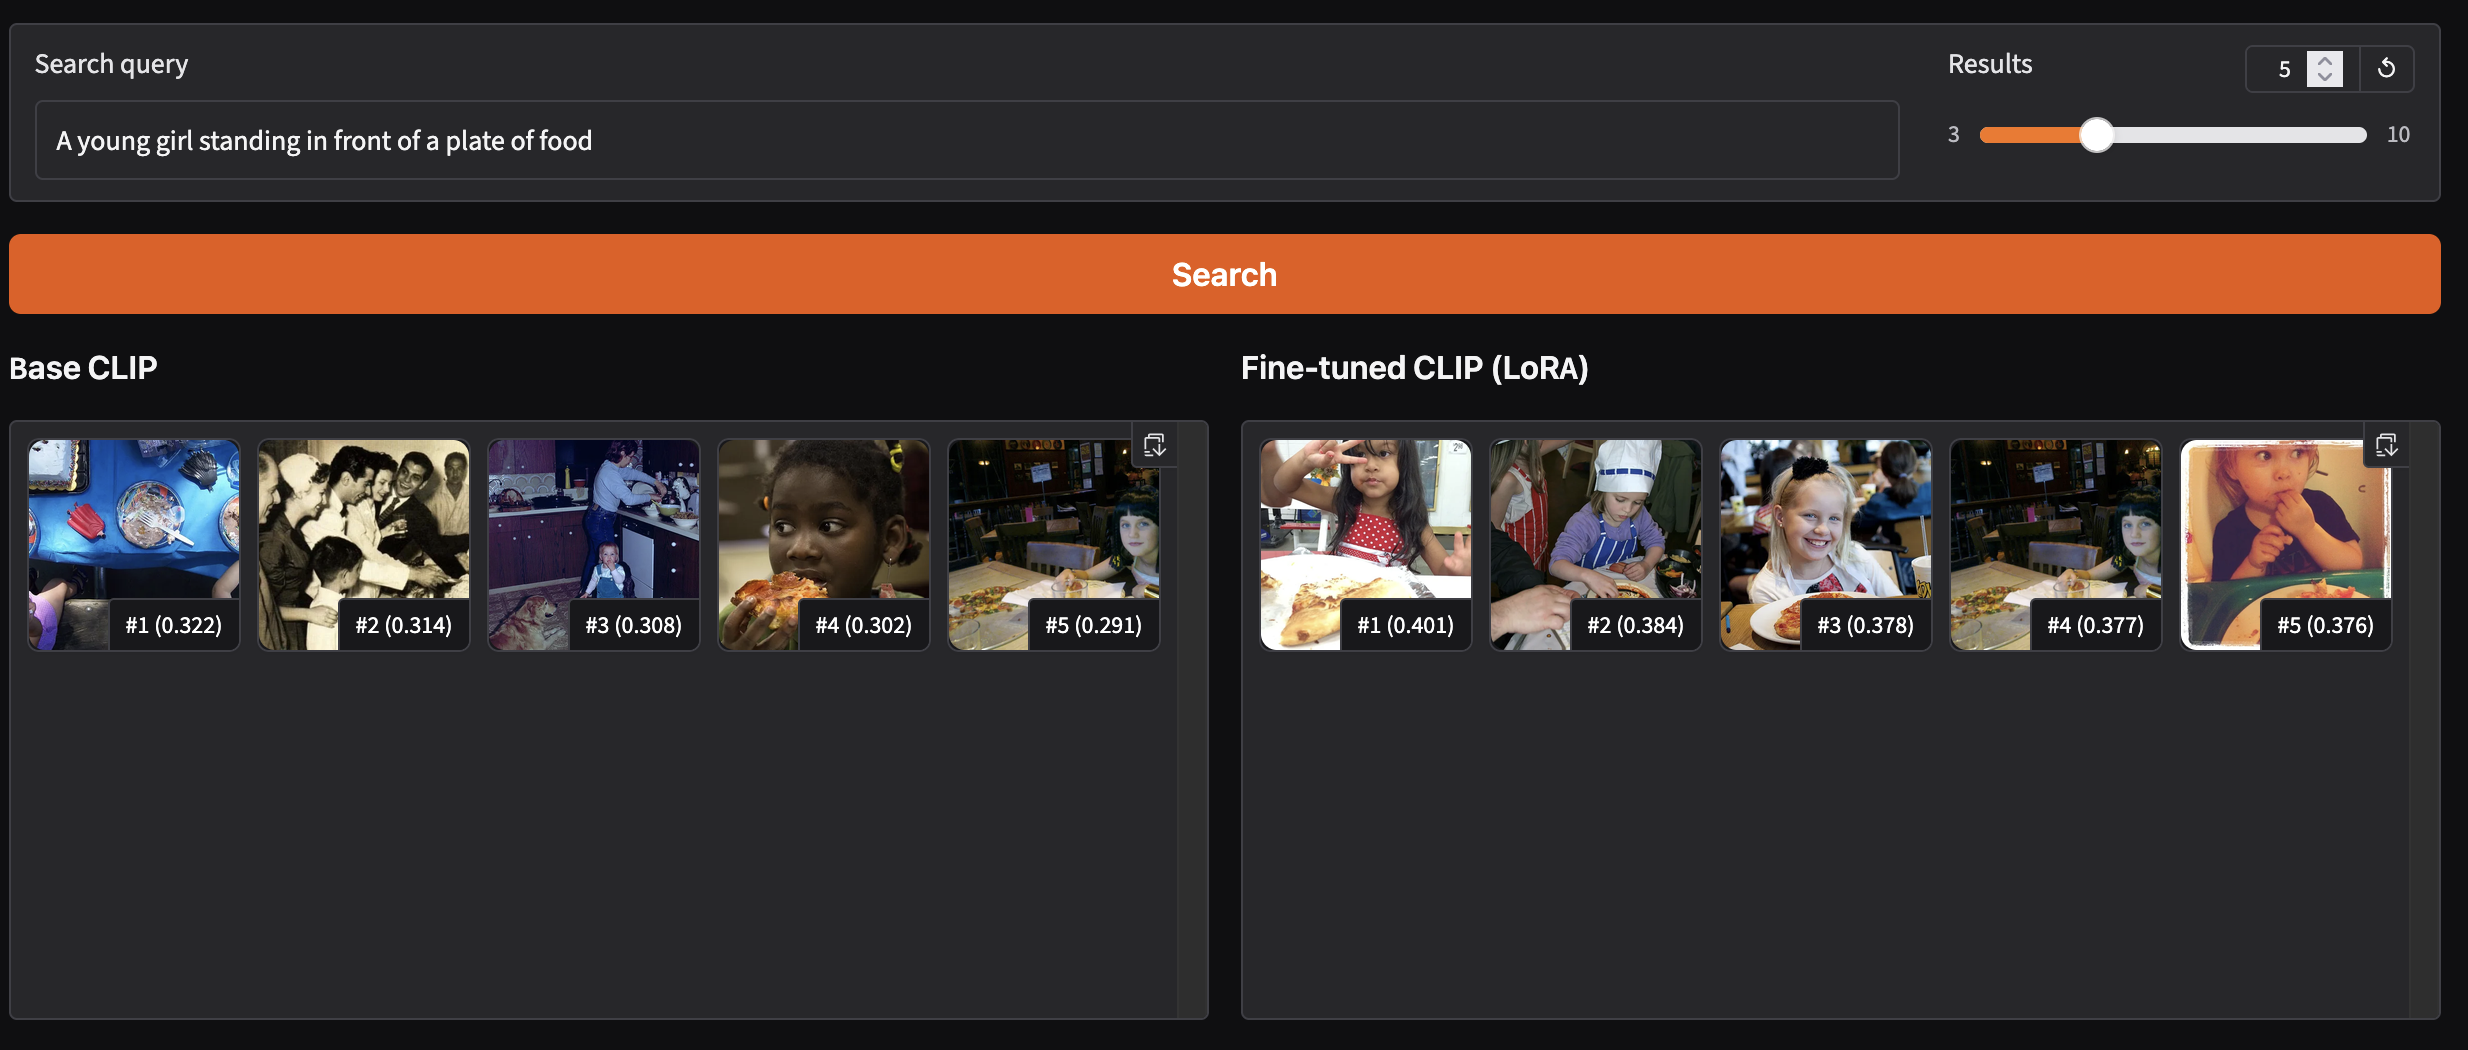 Search query
Results
5
A young girl standing in front of a plate of food
3
10
Search
Base CLIP
Fine-tuned CLIP (LoRA)
#1 (0.322)
#2 (0.314)
#3 (0.308)
#4 (0.302)
#5 (0.291)
#1 (0.401)
#2 (0.384)
#3 (0.378)
#4 (0.377)
#5 (0.376)